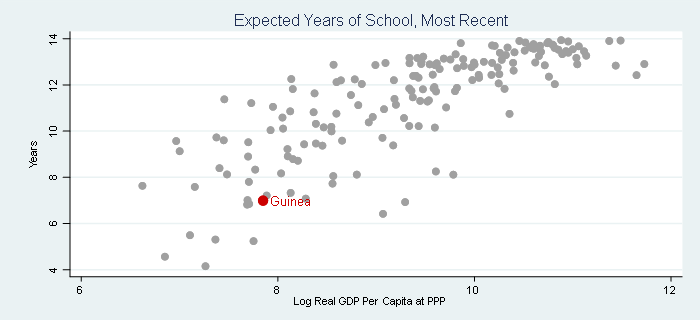 Expected Years of School, Most Recent
14
12
10
8
6
4
Years
Guinea
6 8 10 12
Log Real GDP Per Capita at PPP